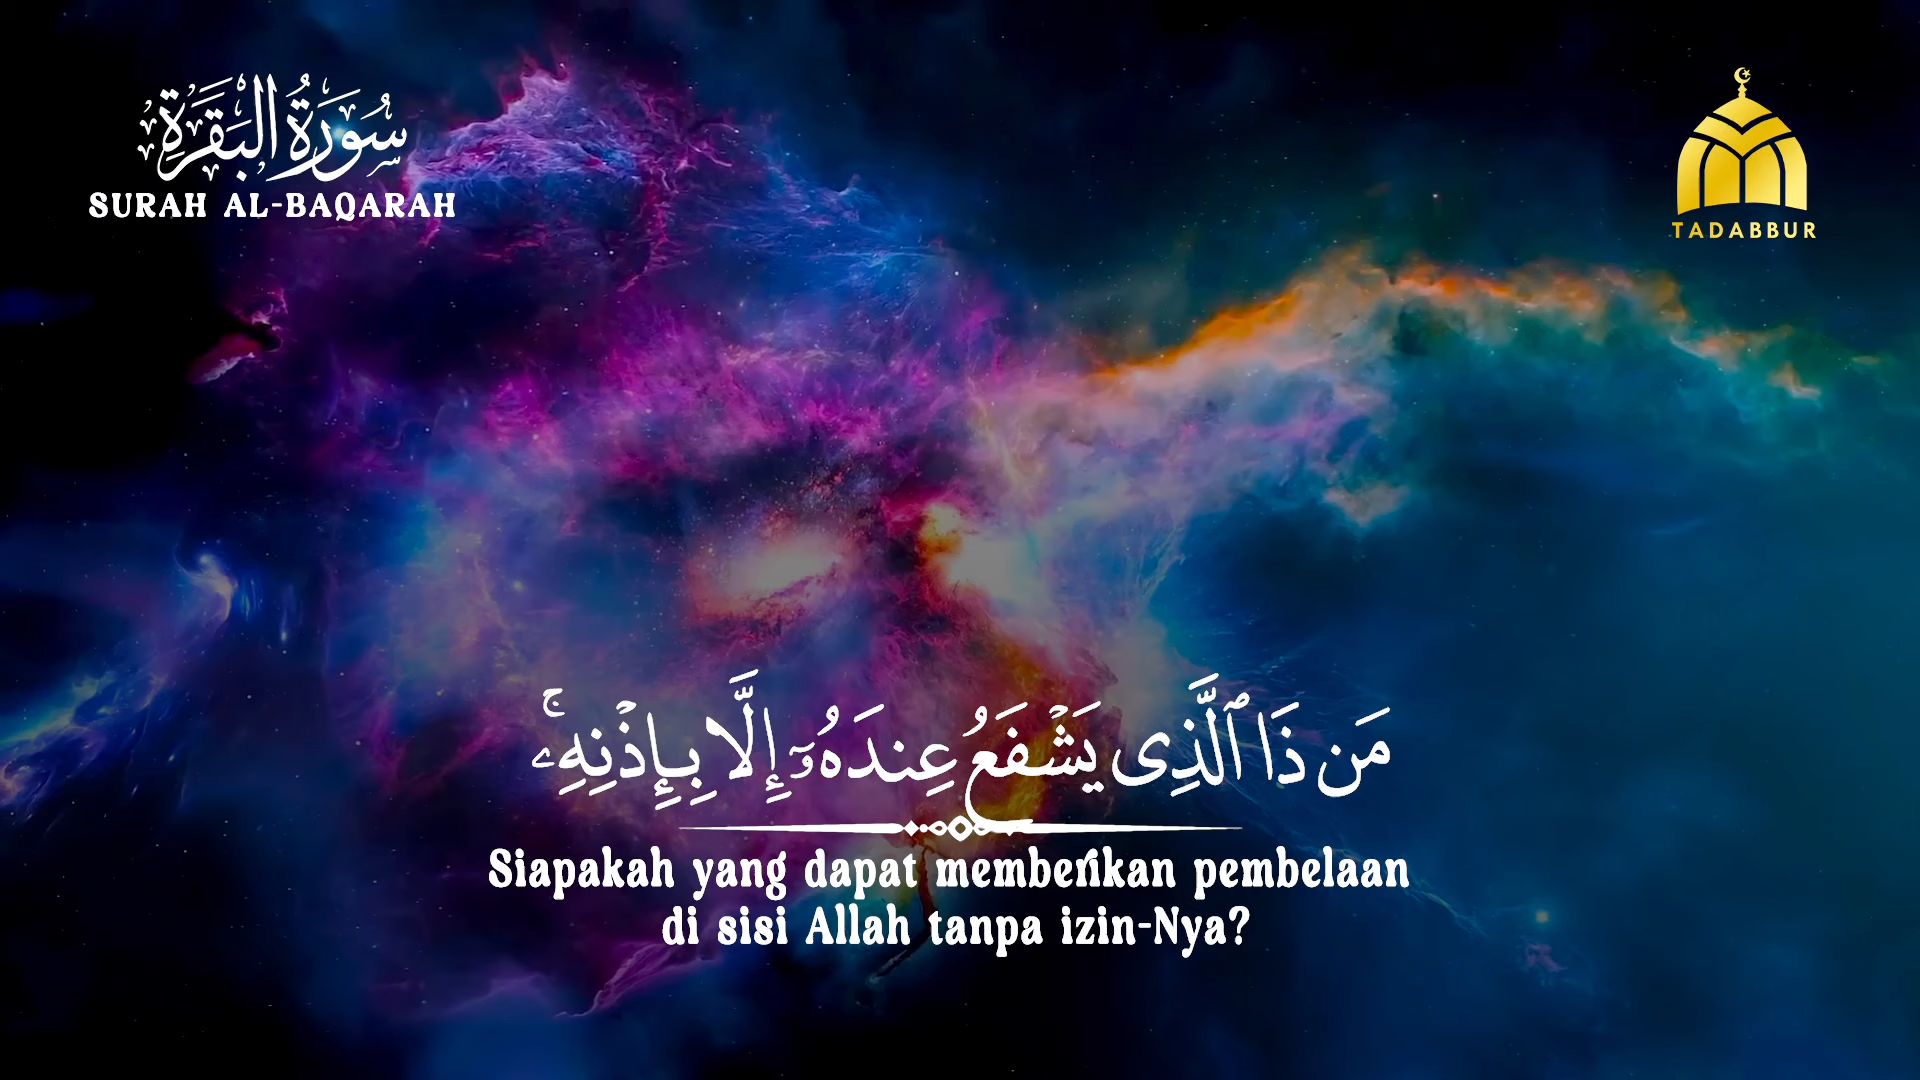 سُورَةُ البَقَرَةِ
SURAH AL-BAQARAH
TADABBUR
مَن ذَا ٱلَّذِى يَشْفَعُ عِندَهُۥٓ إِلَّا بِإِذْنِهِۦ ۚ
Siapakah yang dapat memberikan pembelaan
di sisi Allah tanpa izin-Nya?